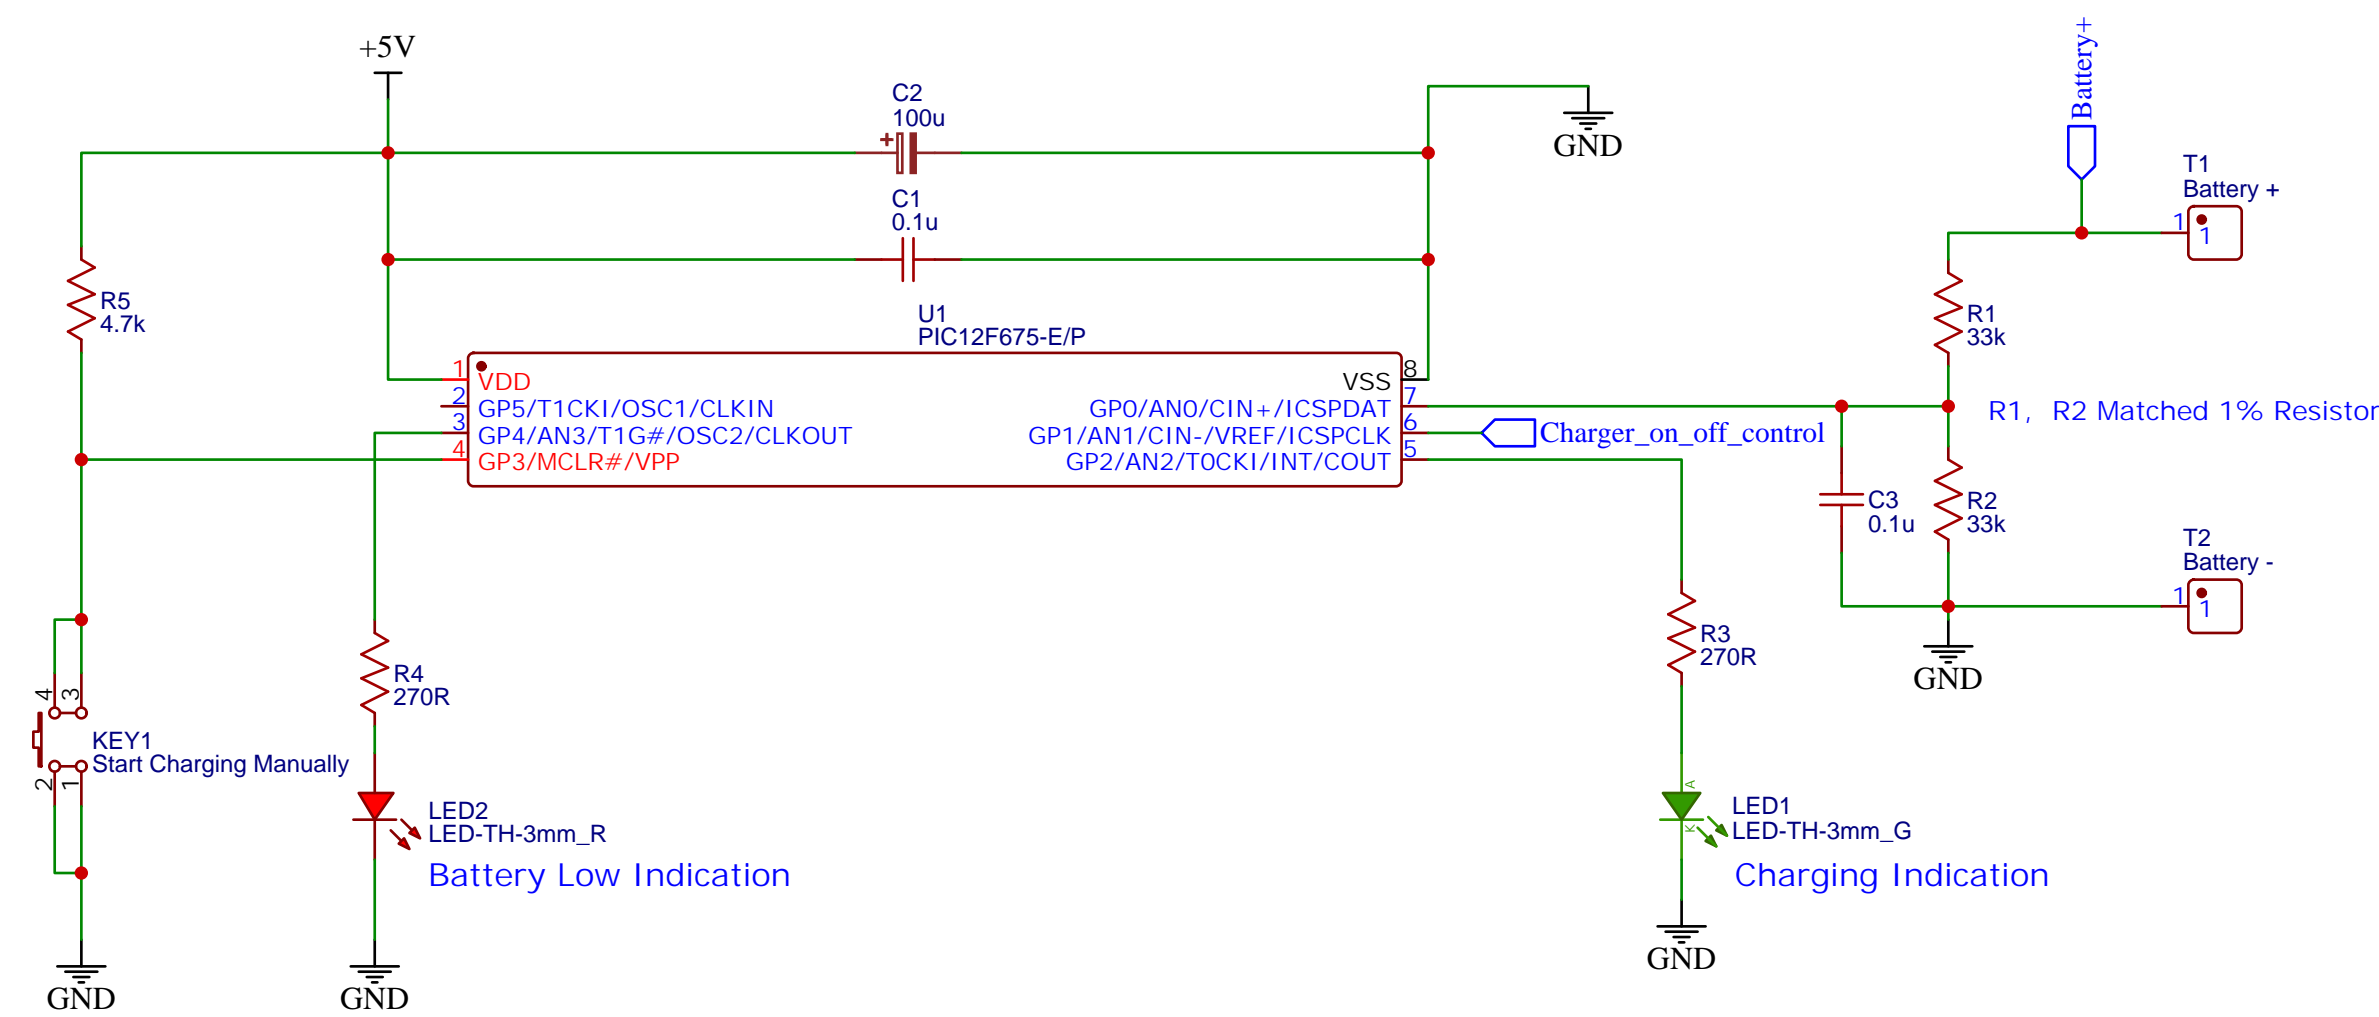 +5V
C2
100u
+
GND
Battery+
T1
Battery +
1
1
C1
0.1u
R5
4.7k
U1
PIC12F675-E/P
R1
33k
1
VDD
VSS
8
2
GP5/T1CKI/OSC1/CLKIN
GP0/AN0/CIN+/ICSPDAT
7
R1, R2 Matched 1% Resistor
3
GP4/AN3/T1G#/OSC2/CLKOUT
GP1/AN1/CIN-/VREF/ICSPCLK
6
Charger_on_off_control
4
GP3/MCLR#/VPP
GP2/AN2/T0CKI/INT/COUT
5
C3
0.1u
R2
33k
T2
Battery -
1
1
R3
270R
GND
R4
270R
4
3
KEY1
Start Charging Manually
2
1
LED2
LED-TH-3mm_R
Battery Low Indication
A
K
LED1
LED-TH-3mm_G
Charging Indication
GND
GND
GND